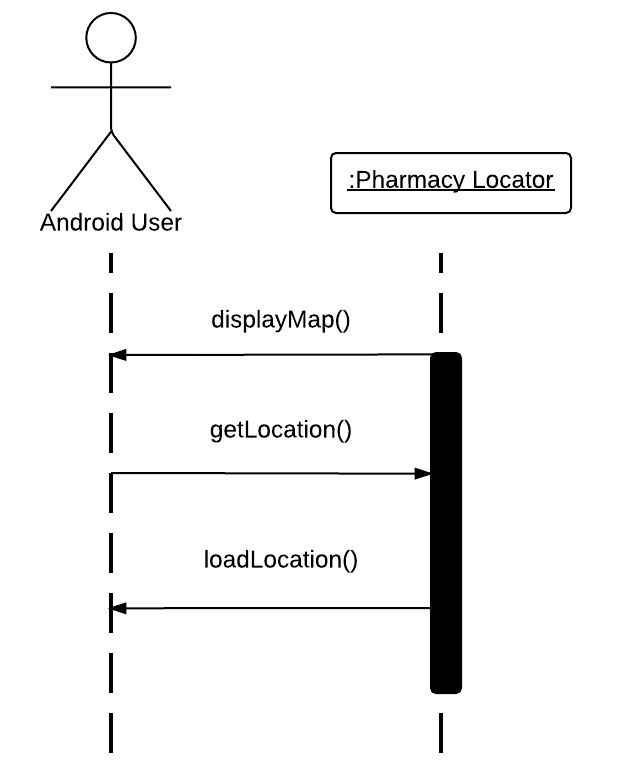 Android User
:Pharmacy Locator
displayMap()
getLocation()
loadLocation()